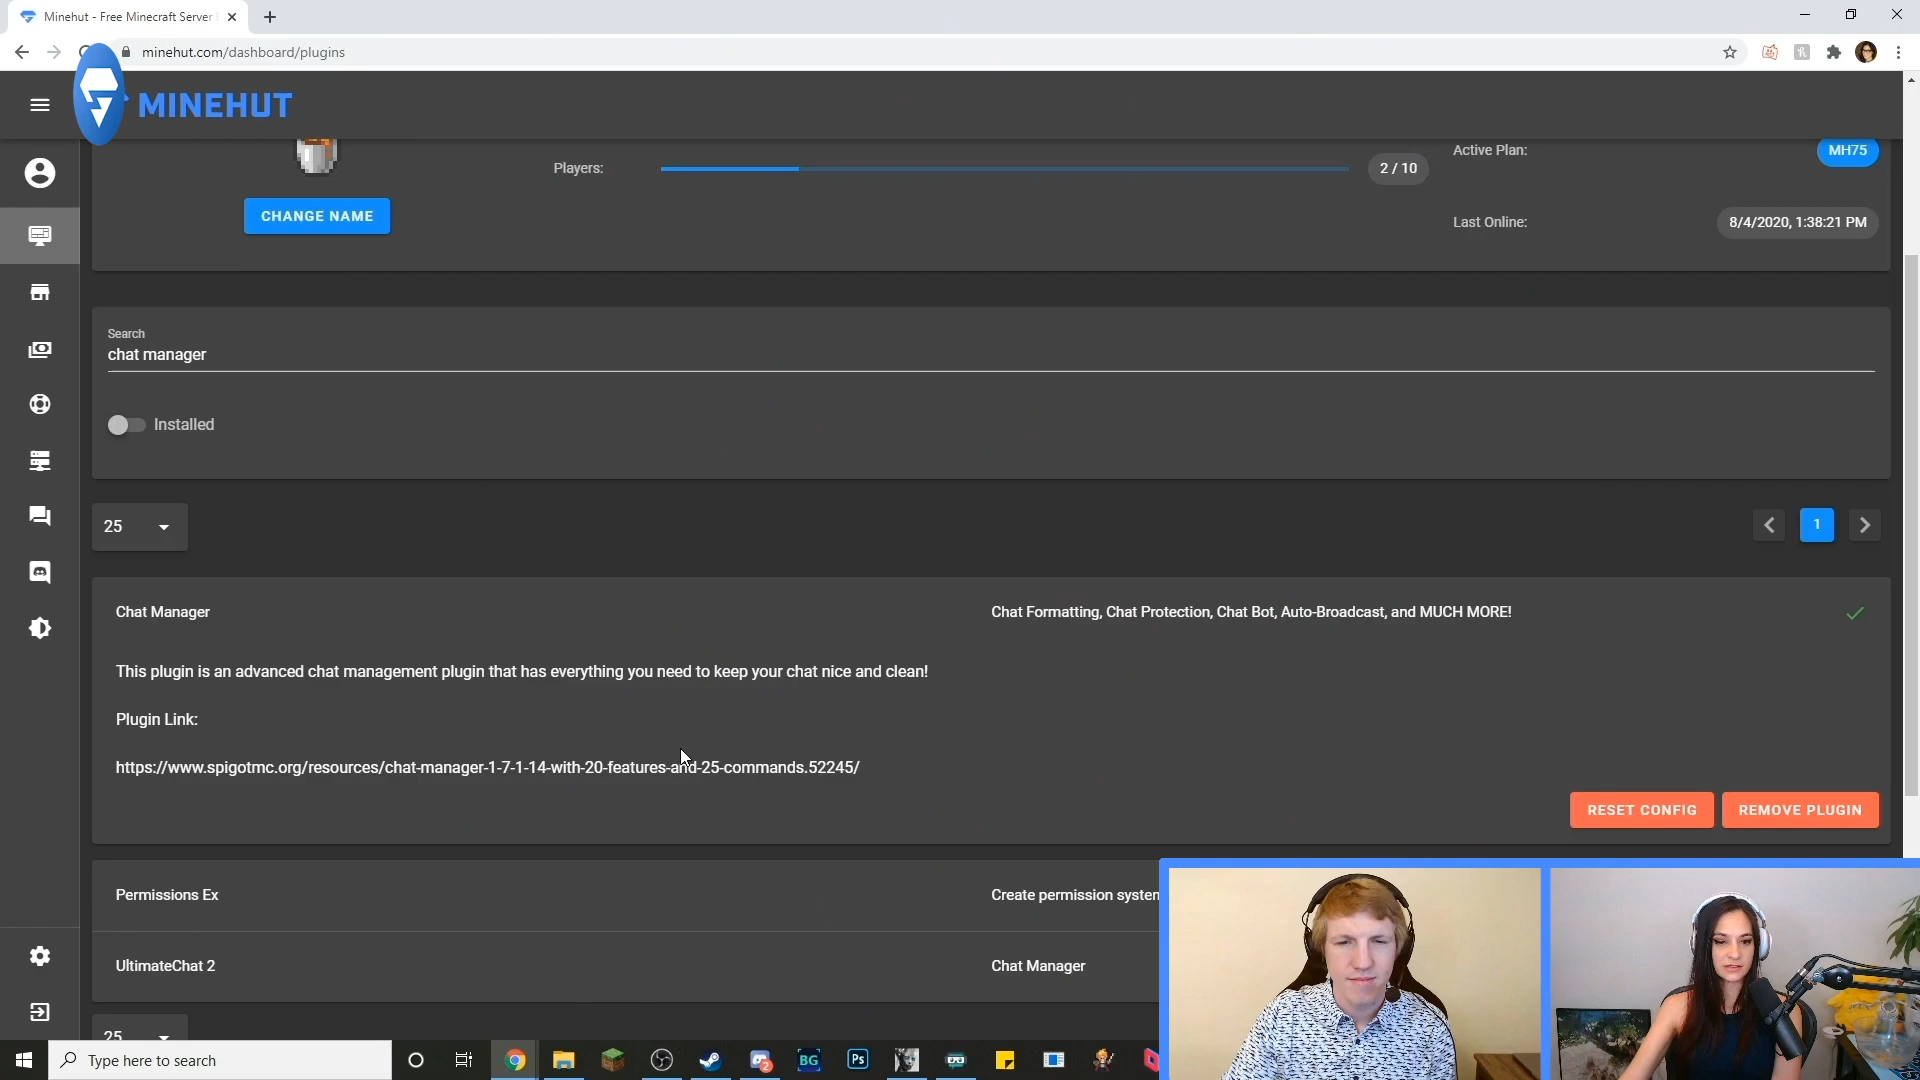 Minehut - Free Minecraft Server
minehut.com/dashboard/plugins
MINEHUT
Players:
2 / 10
Active Plan:
MH75
CHANGE NAME
Last Online:
8/4/2020, 1:38:21 PM
Search
chat manager
Installed
25
1
Chat Manager
Chat Formatting, Chat Protection, Chat Bot, Auto-Broadcast, and MUCH MORE!
This plugin is an advanced chat management plugin that has everything you need to keep your chat nice and clean!
Plugin Link:
https://www.spigotmc.org/resources/chat-manager-1-7-1-14-with-20-features-and-25-commands.52245/
RESET CONFIG
REMOVE PLUGIN
Permissions Ex
Create permission system
UltimateChat 2
Chat Manager
25
Type here to search
2
BG
Ps